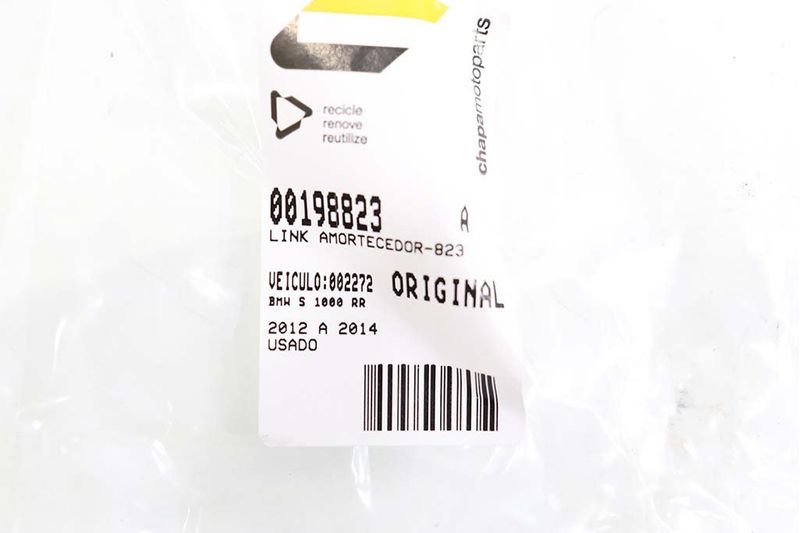 chapamotoparts
recicle
renove
reutilize
00198823 A
LINK AMORTECEDOR-823
VEICULO:002272 ORIGINAL
BMW S 1000 RR
2012 A 2014
USADO